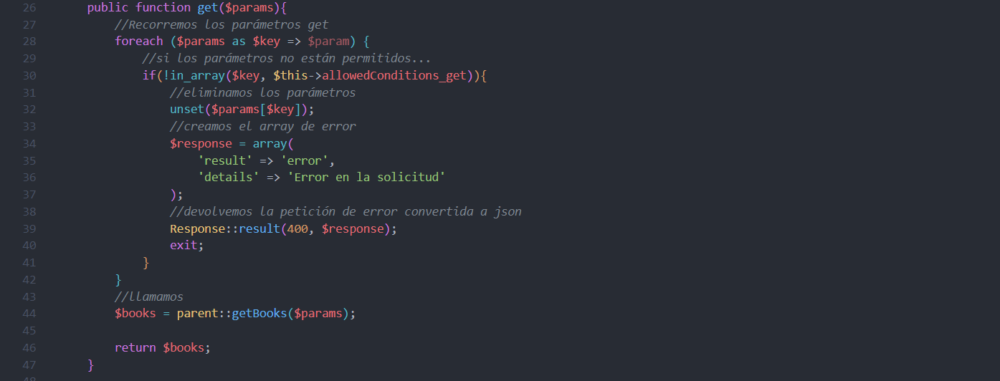 26 public function get($params){
27 //Recorremos los parámetros get
28 foreach ($params as $key => $param) {
29 //si los parámetros no están permitidos...
30 if(!in_array($key, $this->allowedConditions_get)){
31 //eliminamos los parámetros
32 unset($params[$key]);
33 //creamos el array de error
34 $response = array(
35 'result' => 'error',
36 'details' => 'Error en la solicitud'
37 );
38 //devolvemos la petición de error convertida a json
39 Response::result(400, $response);
40 exit;
41 }
42 }
43 //llamamos
44 $books = parent::getBooks($params);
45
46 return $books;
47 }